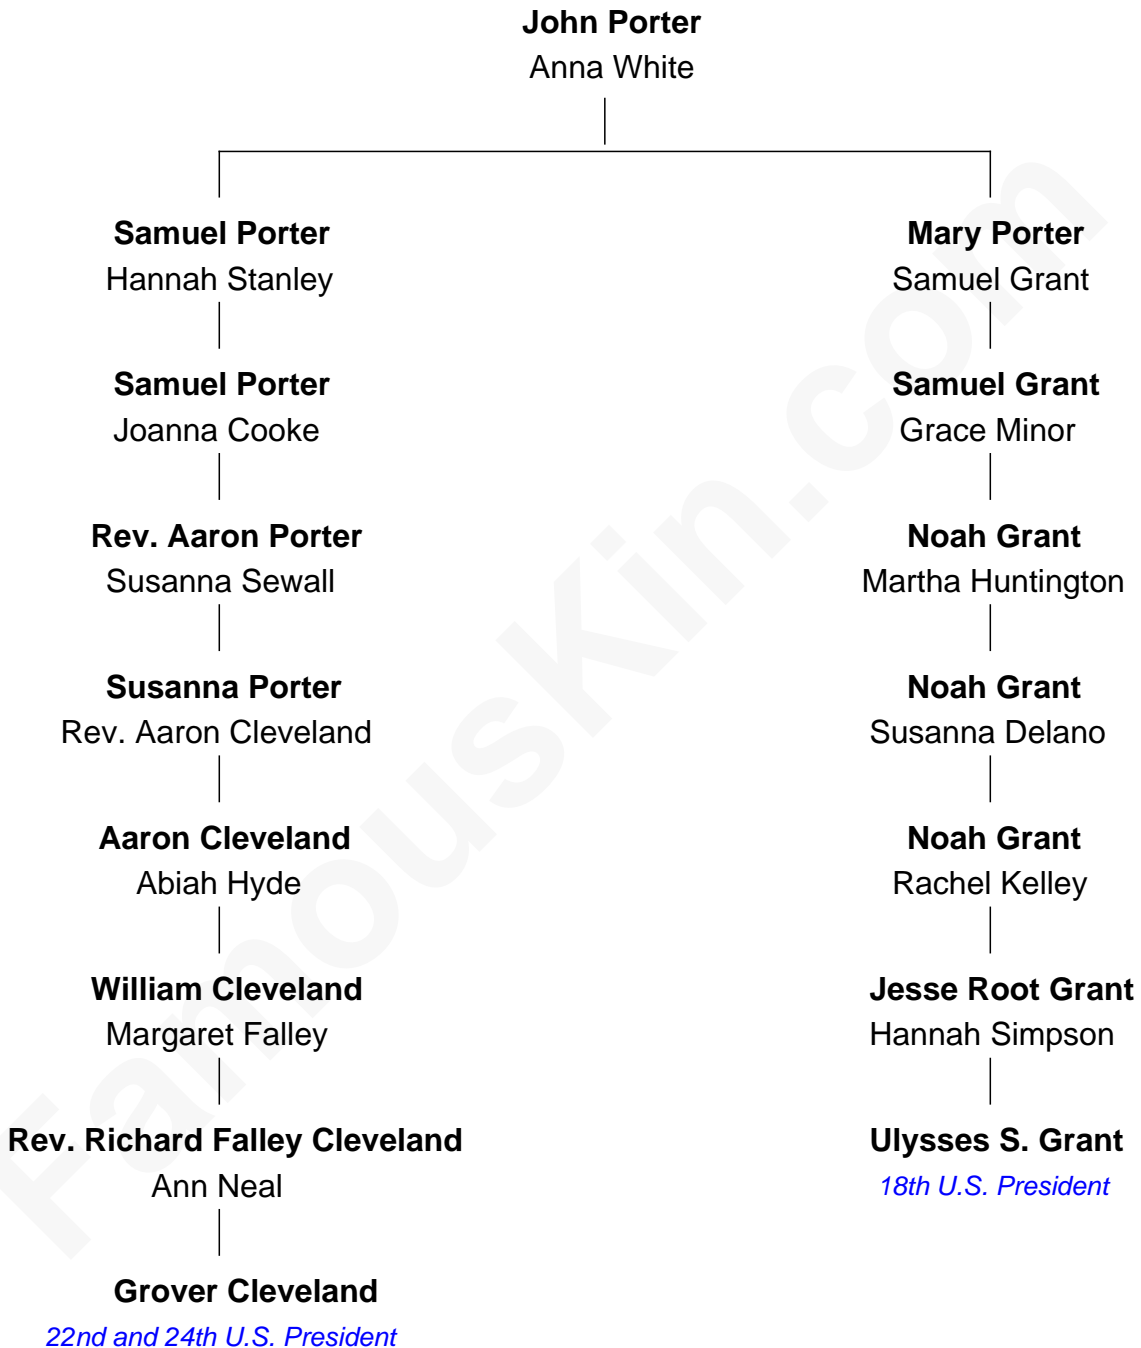 John Porter
Anna White
Samuel Porter
Hannah Stanley
Samuel Porter
Joanna Cooke
Rev. Aaron Porter
Susanna Sewall
Susanna Porter
Rev. Aaron Cleveland
Aaron Cleveland
Abiah Hyde
William Cleveland
Margaret Falley
Rev. Richard Falley Cleveland
Ann Neal
Grover Cleveland
22nd and 24th U.S. President
Mary Porter
Samuel Grant
Samuel Grant
Grace Minor
Noah Grant
Martha Huntington
Noah Grant
Susanna Delano
Noah Grant
Rachel Kelley
Jesse Root Grant
Hannah Simpson
Ulysses S. Grant
18th U.S. President
FamousKin.com